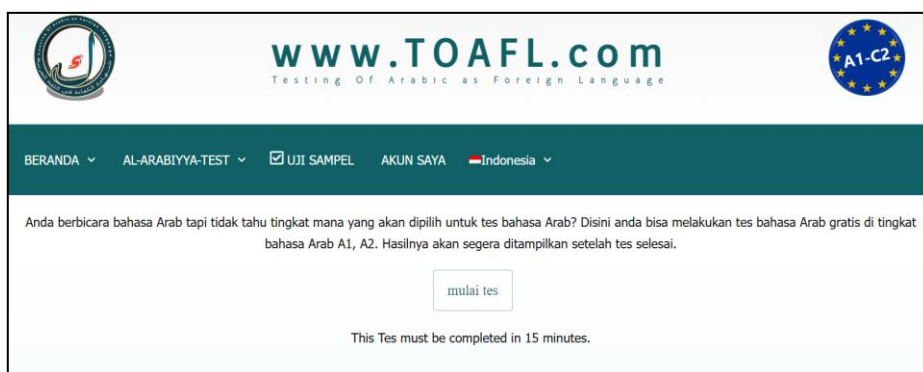 www.TOAFL.com
Testing Of Arabic as Foreign Language
A1-C2
BERANDA AL-ARABIYYA-TEST UJI SAMPEL AKUN SAYA Indonesia
Anda berbicara bahasa Arab tapi tidak tahu tingkat mana yang akan dipilih untuk tes bahasa Arab? Disini anda bisa melakukan tes bahasa Arab gratis di tingkat
bahasa Arab A1, A2. Hasilnya akan segera ditampilkan setelah tes selesai.
mulai tes
This Tes must be completed in 15 minutes.